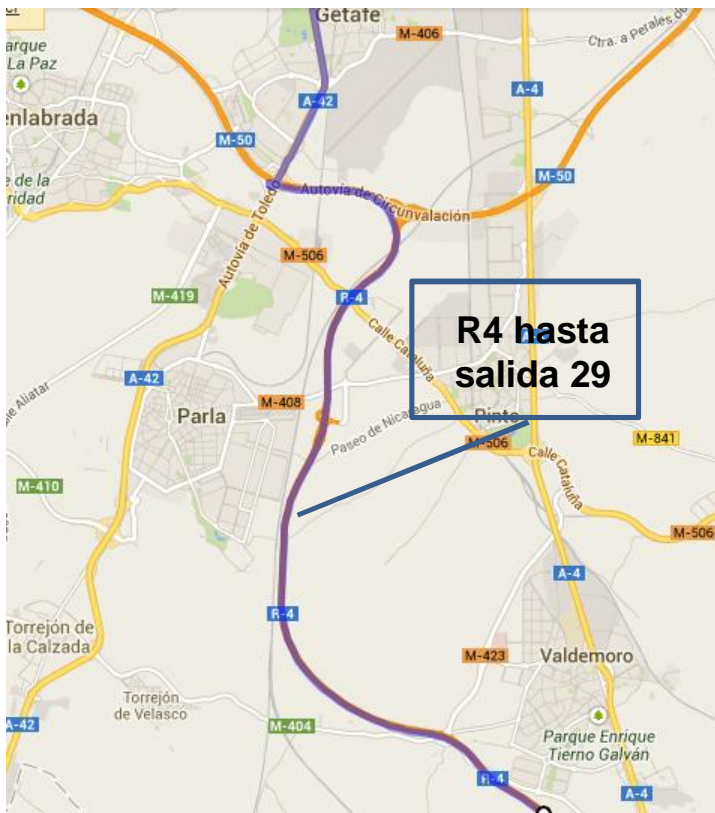 Getafe
M-406
Ctra. a Perales de
arque
La Paz
A-42
A-4
enlabrada
M-50
M-50
e de la
ridad
Autovía de Circunvalación
Autovía de Toledo
M-506
M-419
R-4
R4 hasta
salida 29
Calle Cataluña
A-42
Aliatar
M-408
Parla
Paseo de Nicaragua
Pinto
M-506
M-841
Calle Cataluña
M-410
M-506
A-4
R-4
Torrejón de
la Calzada
M-423
Valdemoro
Torrejón
de Velasco
A-42
M-404
Parque Enrique
Tierno Galván
R-4
A-4